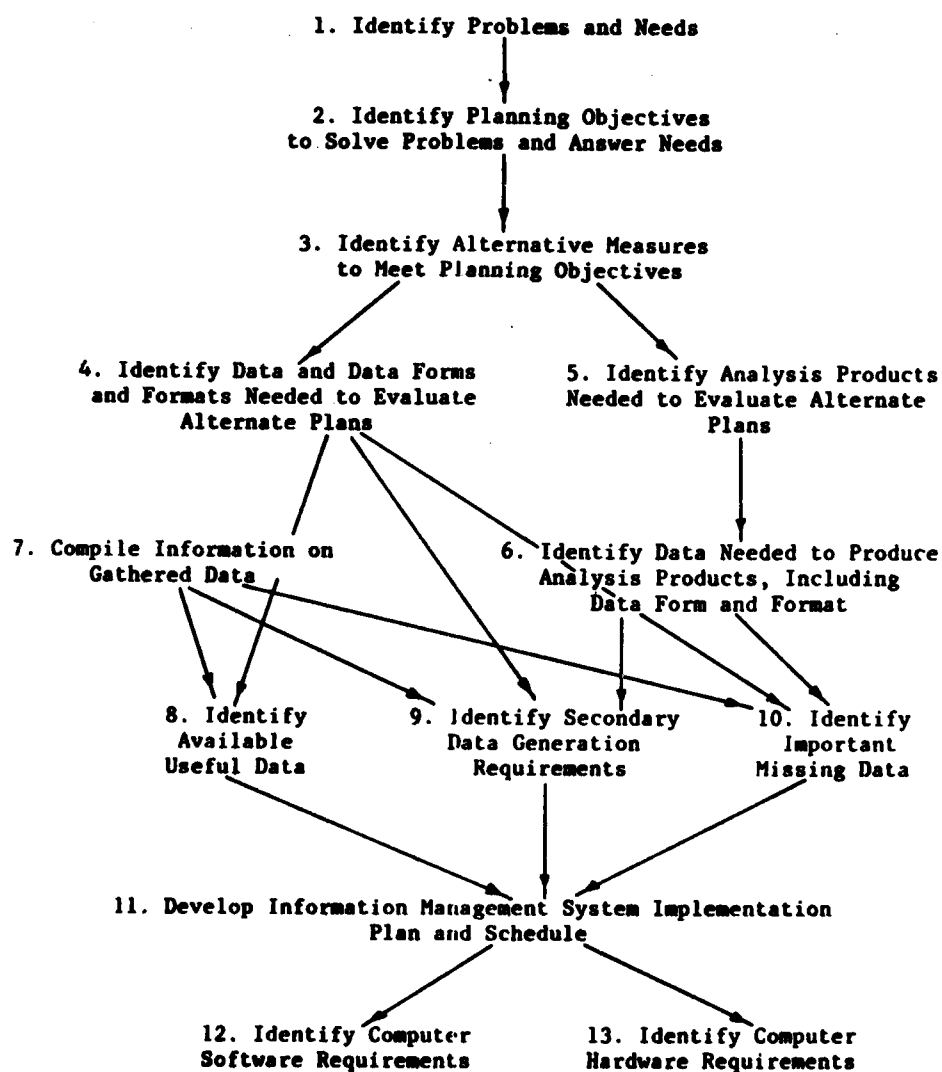 1. Identify Problems and Needs
2. Identify Planning Objectives
to Solve Problems and Answer Needs
3. Identify Alternative Measures
to Meet Planning Objectives
4. Identify Data and Data Forms
and Formats Needed to Evaluate
Alternate Plans
5. Identify Analysis Products
Needed to Evaluate Alternate
Plans
7. Compile Information on
Gathered Data
6. Identify Data Needed to Produce
Analysis Products, Including
Data Form and Format
8. Identify
Available
Useful Data
9. Identify Secondary
Data Generation
Requirements
10. Identify
Important
Missing Data
11. Develop Information Management System Implementation
Plan and Schedule
12. Identify Computer
Software Requirements
13. Identify Computer
Hardware Requirements